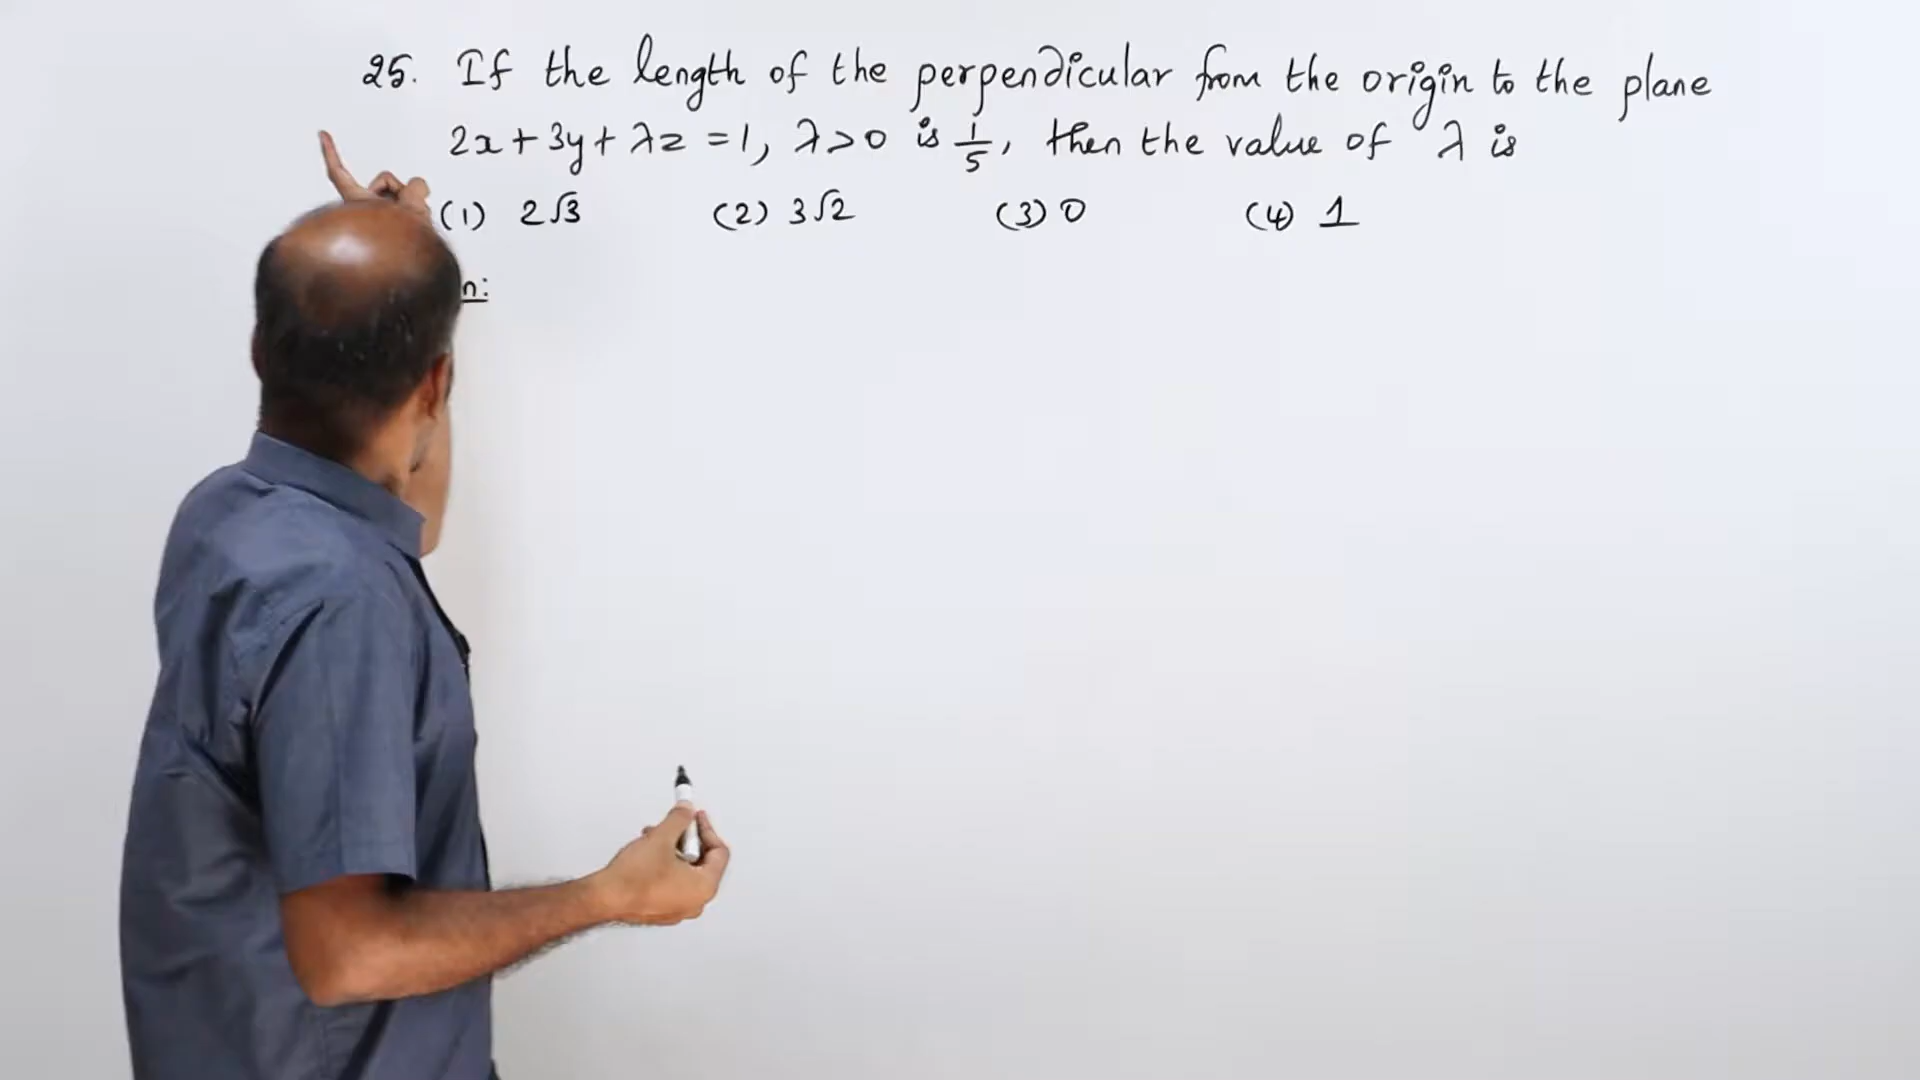 25. If the length of the perpendicular from the origin to the plane
2x + 3y + λz = 1, λ > 0 is 1/5, then the value of λ is
(1) 2√3 (2) 3√2 (3) 0 (4) 1
n: